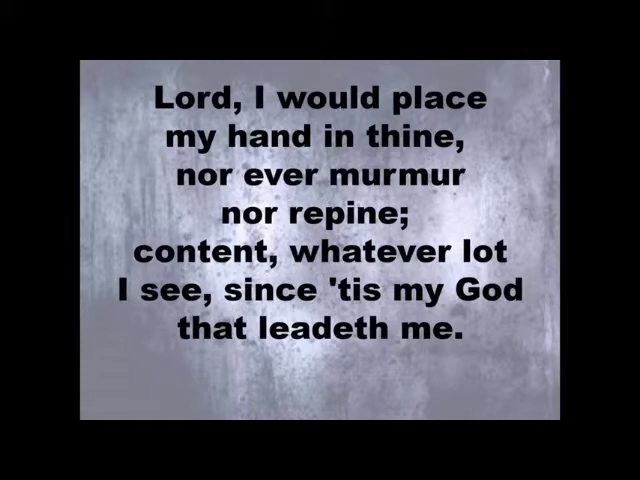 Lord, I would place
my hand in thine,
nor ever murmur
nor repine;
content, whatever lot
I see, since 'tis my God
that leadeth me.